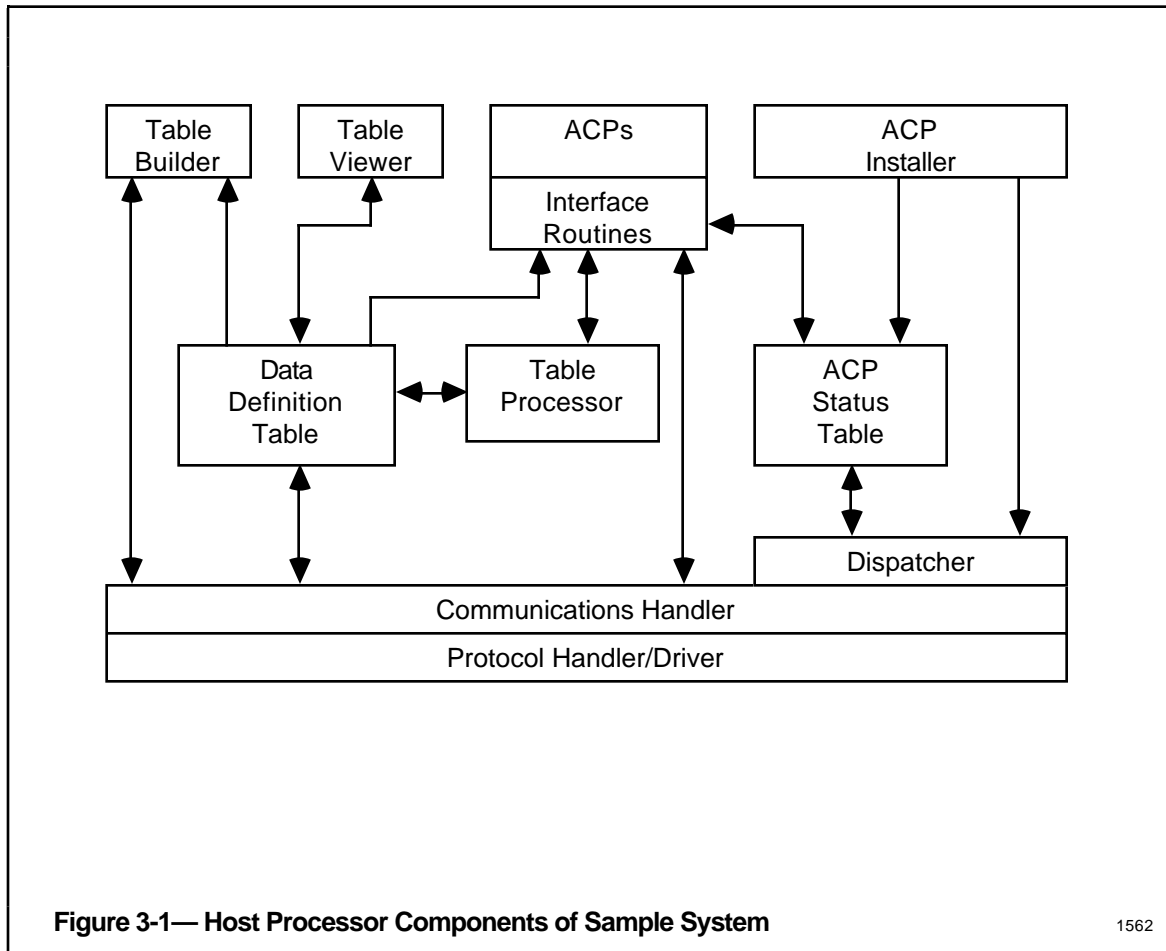 Table
Builder
Table
Viewer
ACPs
ACP
Installer
Interface
Routines
Data
Definition
Table
Table
Processor
ACP
Status
Table
Dispatcher
Communications Handler
Protocol Handler/Driver
Figure 3-1— Host Processor Components of Sample System
1562